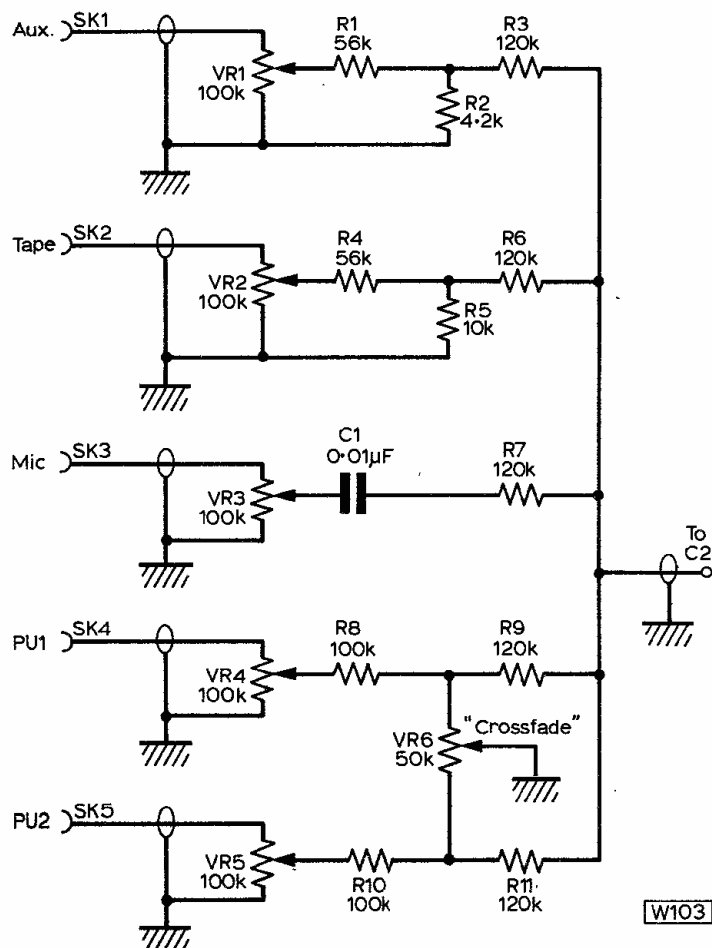 Aux.
SK1
VR1
100k
R1
56k
R2
4·2k
R3
120k
Tape
SK2
VR2
100k
R4
56k
R5
10k
R6
120k
Mic
SK3
VR3
100k
C1
0·01µF
R7
120k
To
C2
PU1
SK4
VR4
100k
R8
100k
R9
120k
"Crossfade"
VR6
50k
PU2
SK5
VR5
100k
R10
100k
R11
120k
W103